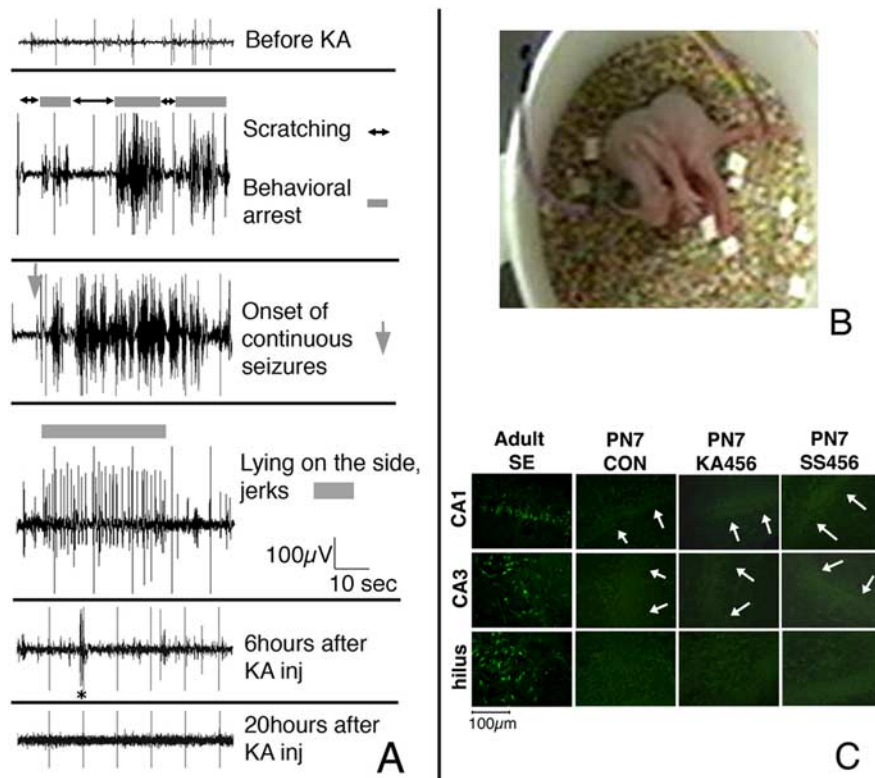 Before KA
Scratching
Behavioral
arrest
Onset of
continuous
seizures
Lying on the side,
jerks
100µV
10 sec
6hours after
KA inj
*
20hours after
KA inj
A
B
Adult
SE
PN7
CON
PN7
KA456
PN7
SS456
CA1
CA3
hilus
100µm
C